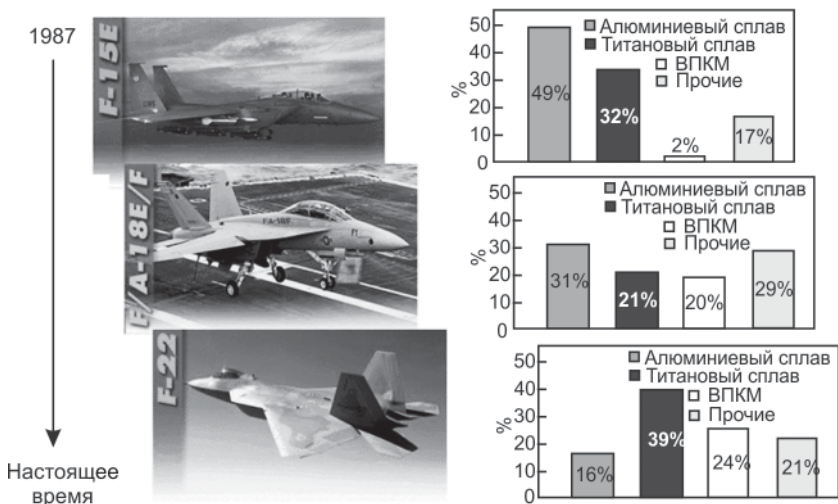 1987
Настоящее
время
F-15E
%
50
40
30
20
10
0
Алюминиевый сплав
Титановый сплав
ВПКМ
Прочие
49%
32%
2%
17%
F/A-18E/F
%
50
40
30
20
10
0
Алюминиевый сплав
Титановый сплав
ВПКМ
Прочие
31%
21%
20%
29%
F-22
%
50
40
30
20
10
0
Алюминиевый сплав
Титановый сплав
ВПКМ
Прочие
16%
39%
24%
21%